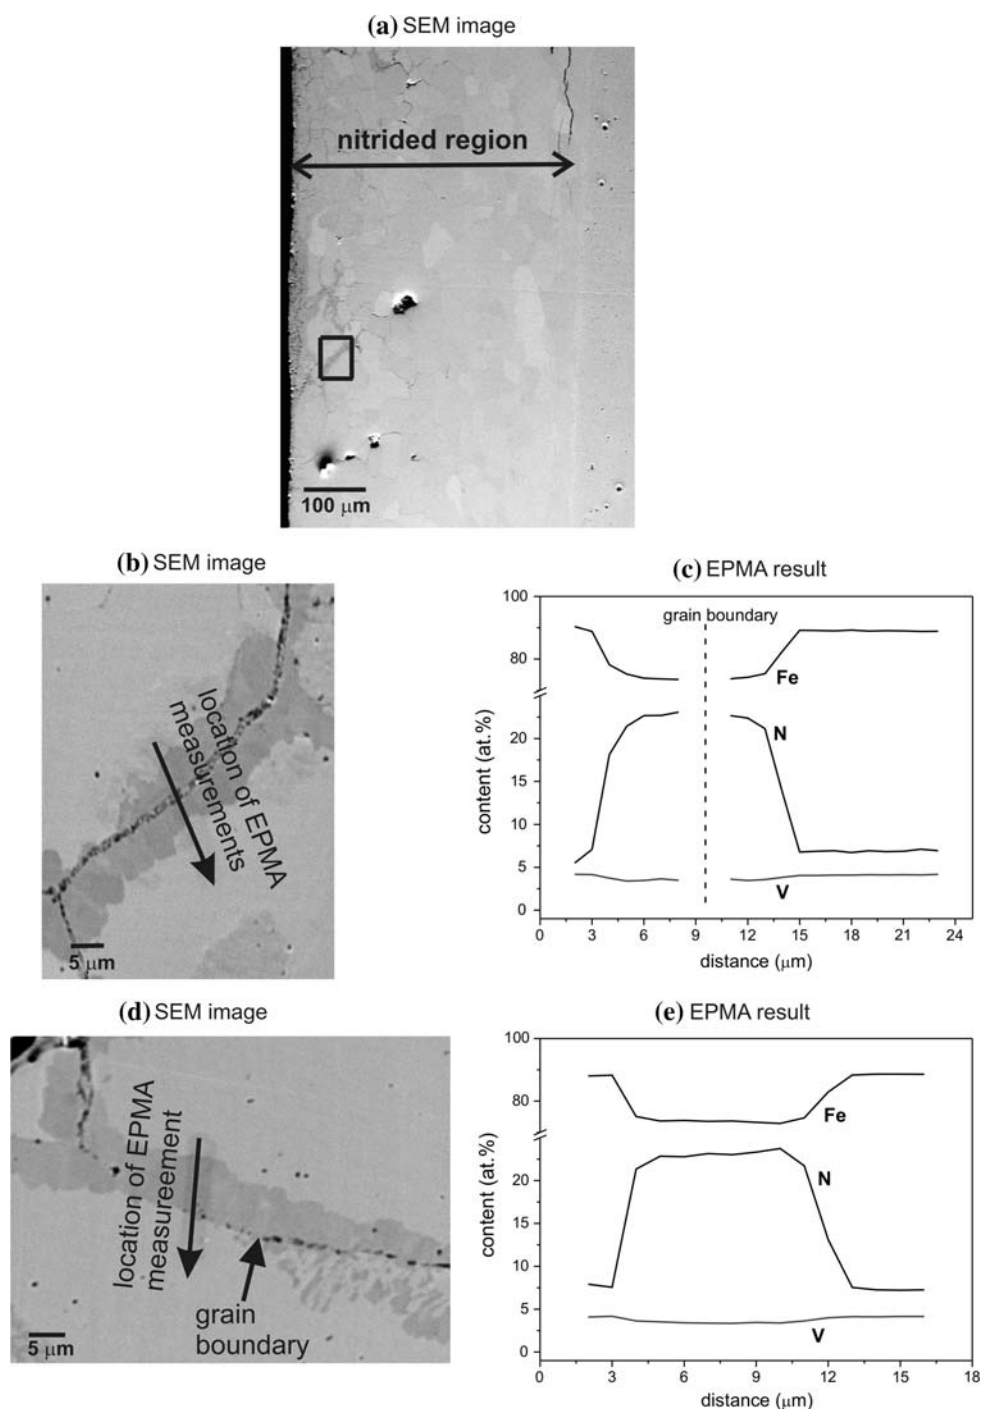 (a) SEM image
nitrided region
100 μm
(b) SEM image
location of EPMA
measurements
5 μm
(c) EPMA result
100
80
20
15
10
5
0
content (at.%)
grain boundary
Fe
N
V
0 3 6 9 12 15 18 21 24
distance (μm)
(d) SEM image
location of EPMA
measureement
grain
boundary
5 μm
(e) EPMA result
100
80
20
15
10
5
0
content (at.%)
Fe
N
V
0 3 6 9 12 15 18
distance (μm)